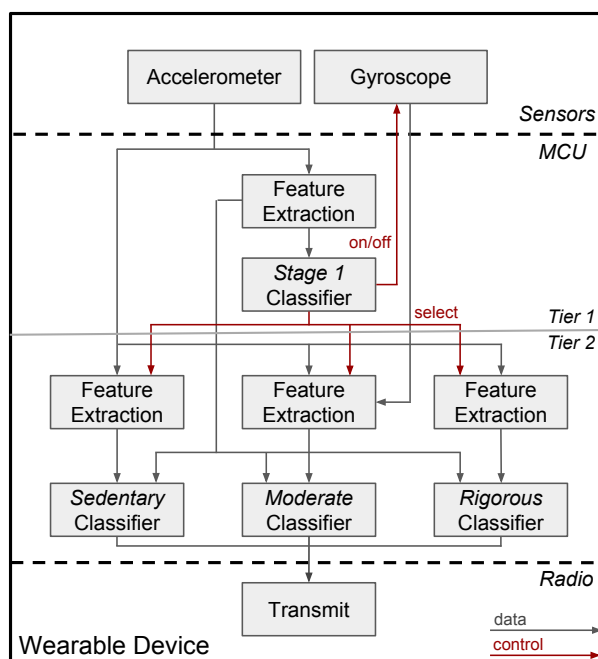 Accelerometer
Gyroscope
Sensors
MCU
Feature
Extraction
on/off
Stage 1
Classifier
select
Tier 1
Tier 2
Feature
Extraction
Feature
Extraction
Feature
Extraction
Sedentary
Classifier
Moderate
Classifier
Rigorous
Classifier
Radio
Transmit
data
control
Wearable Device